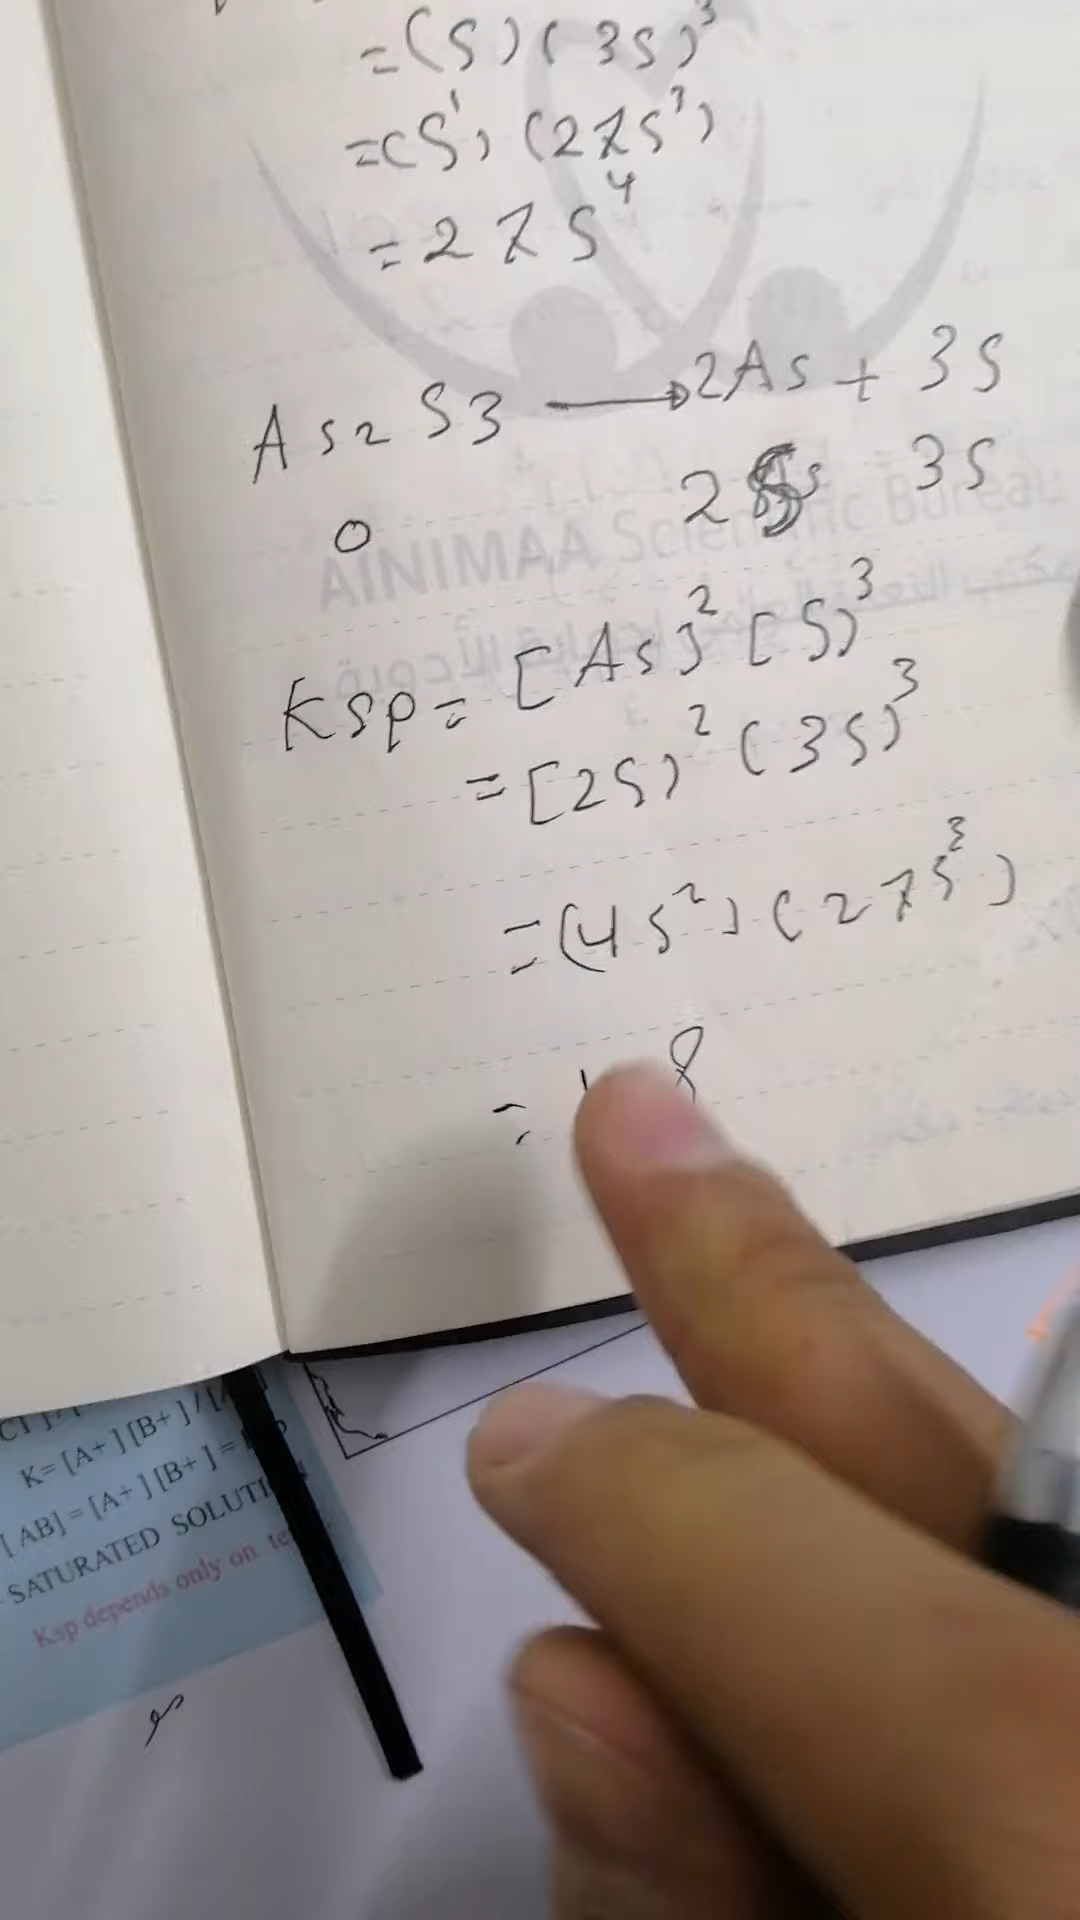 =(S)(3S)³
=(S¹)(27S³)
=27S⁴
As2S3 → 2As + 3S
0 2S 3S
Ksp=[As]²[S)³
=[2S)²(3S)³
=(4S²)(27S³)
=
AINIMAA Scientific Bureau
K=[A+][B+]/[
[AB]=[A+][B+]=
SATURATED SOLUTI
Ksp depends only on te